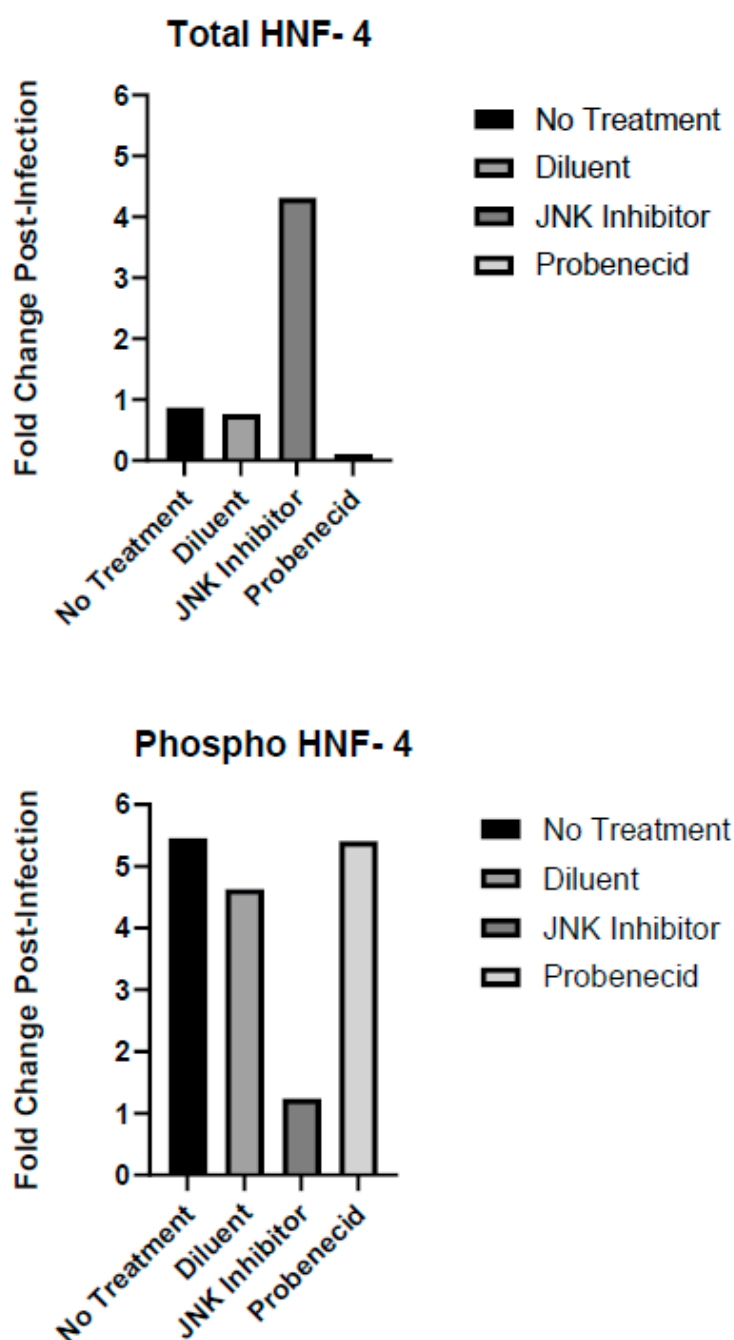 Total HNF- 4
Fold Change Post-Infection
6
5
4
3
2
1
0
No Treatment
Diluent
JNK Inhibitor
Probenecid
No Treatment
Diluent
JNK Inhibitor
Probenecid
Phospho HNF- 4
Fold Change Post-Infection
6
5
4
3
2
1
0
No Treatment
Diluent
JNK Inhibitor
Probenecid
No Treatment
Diluent
JNK Inhibitor
Probenecid